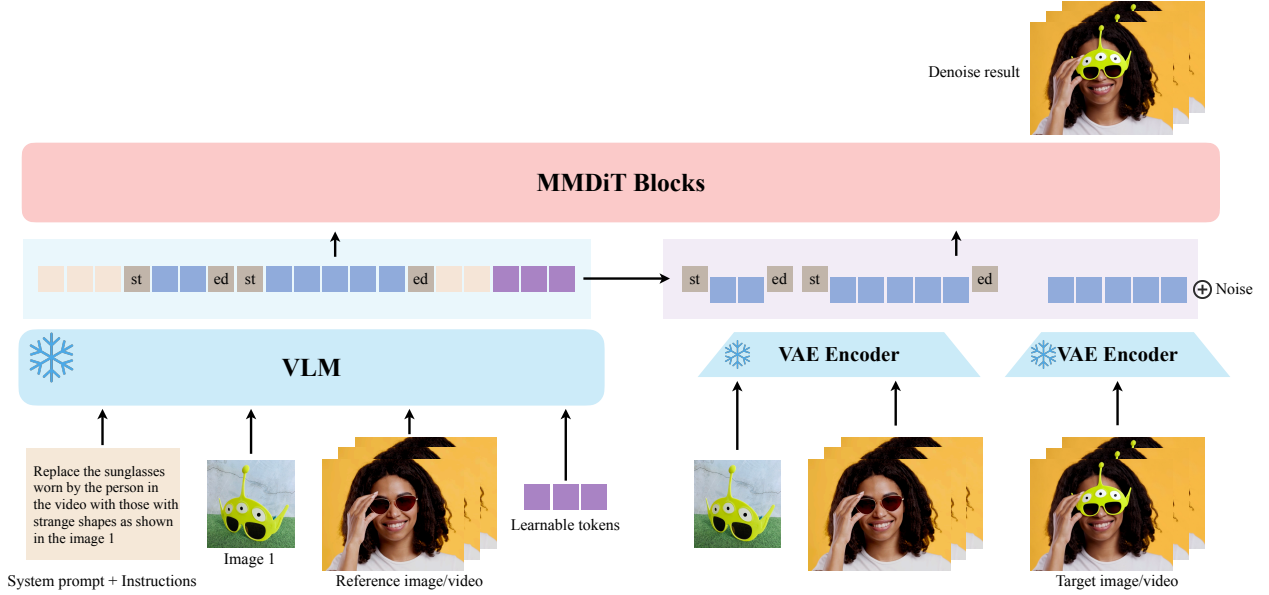 Denoise result
MMDiT Blocks
st
ed
st
ed
st
ed
st
ed
Noise
VLM
VAE Encoder
VAE Encoder
Replace the sunglasses
worn by the person in
the video with those with
strange shapes as shown
in the image 1
System prompt + Instructions
Image 1
Reference image/video
Learnable tokens
Target image/video